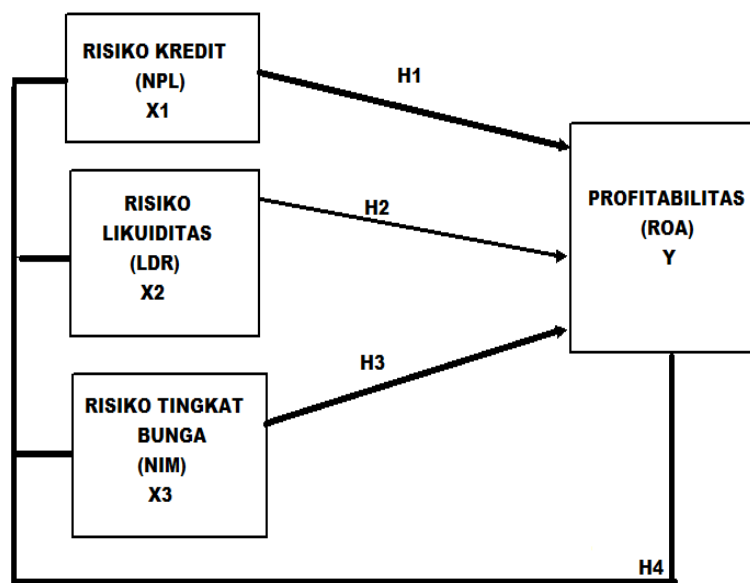 RISIKO KREDIT
(NPL)
X1
H1
RISIKO
LIKUIDITAS
(LDR)
X2
H2
PROFITABILITAS
(ROA)
Y
RISIKO TINGKAT
BUNGA
(NIM)
X3
H3
H4